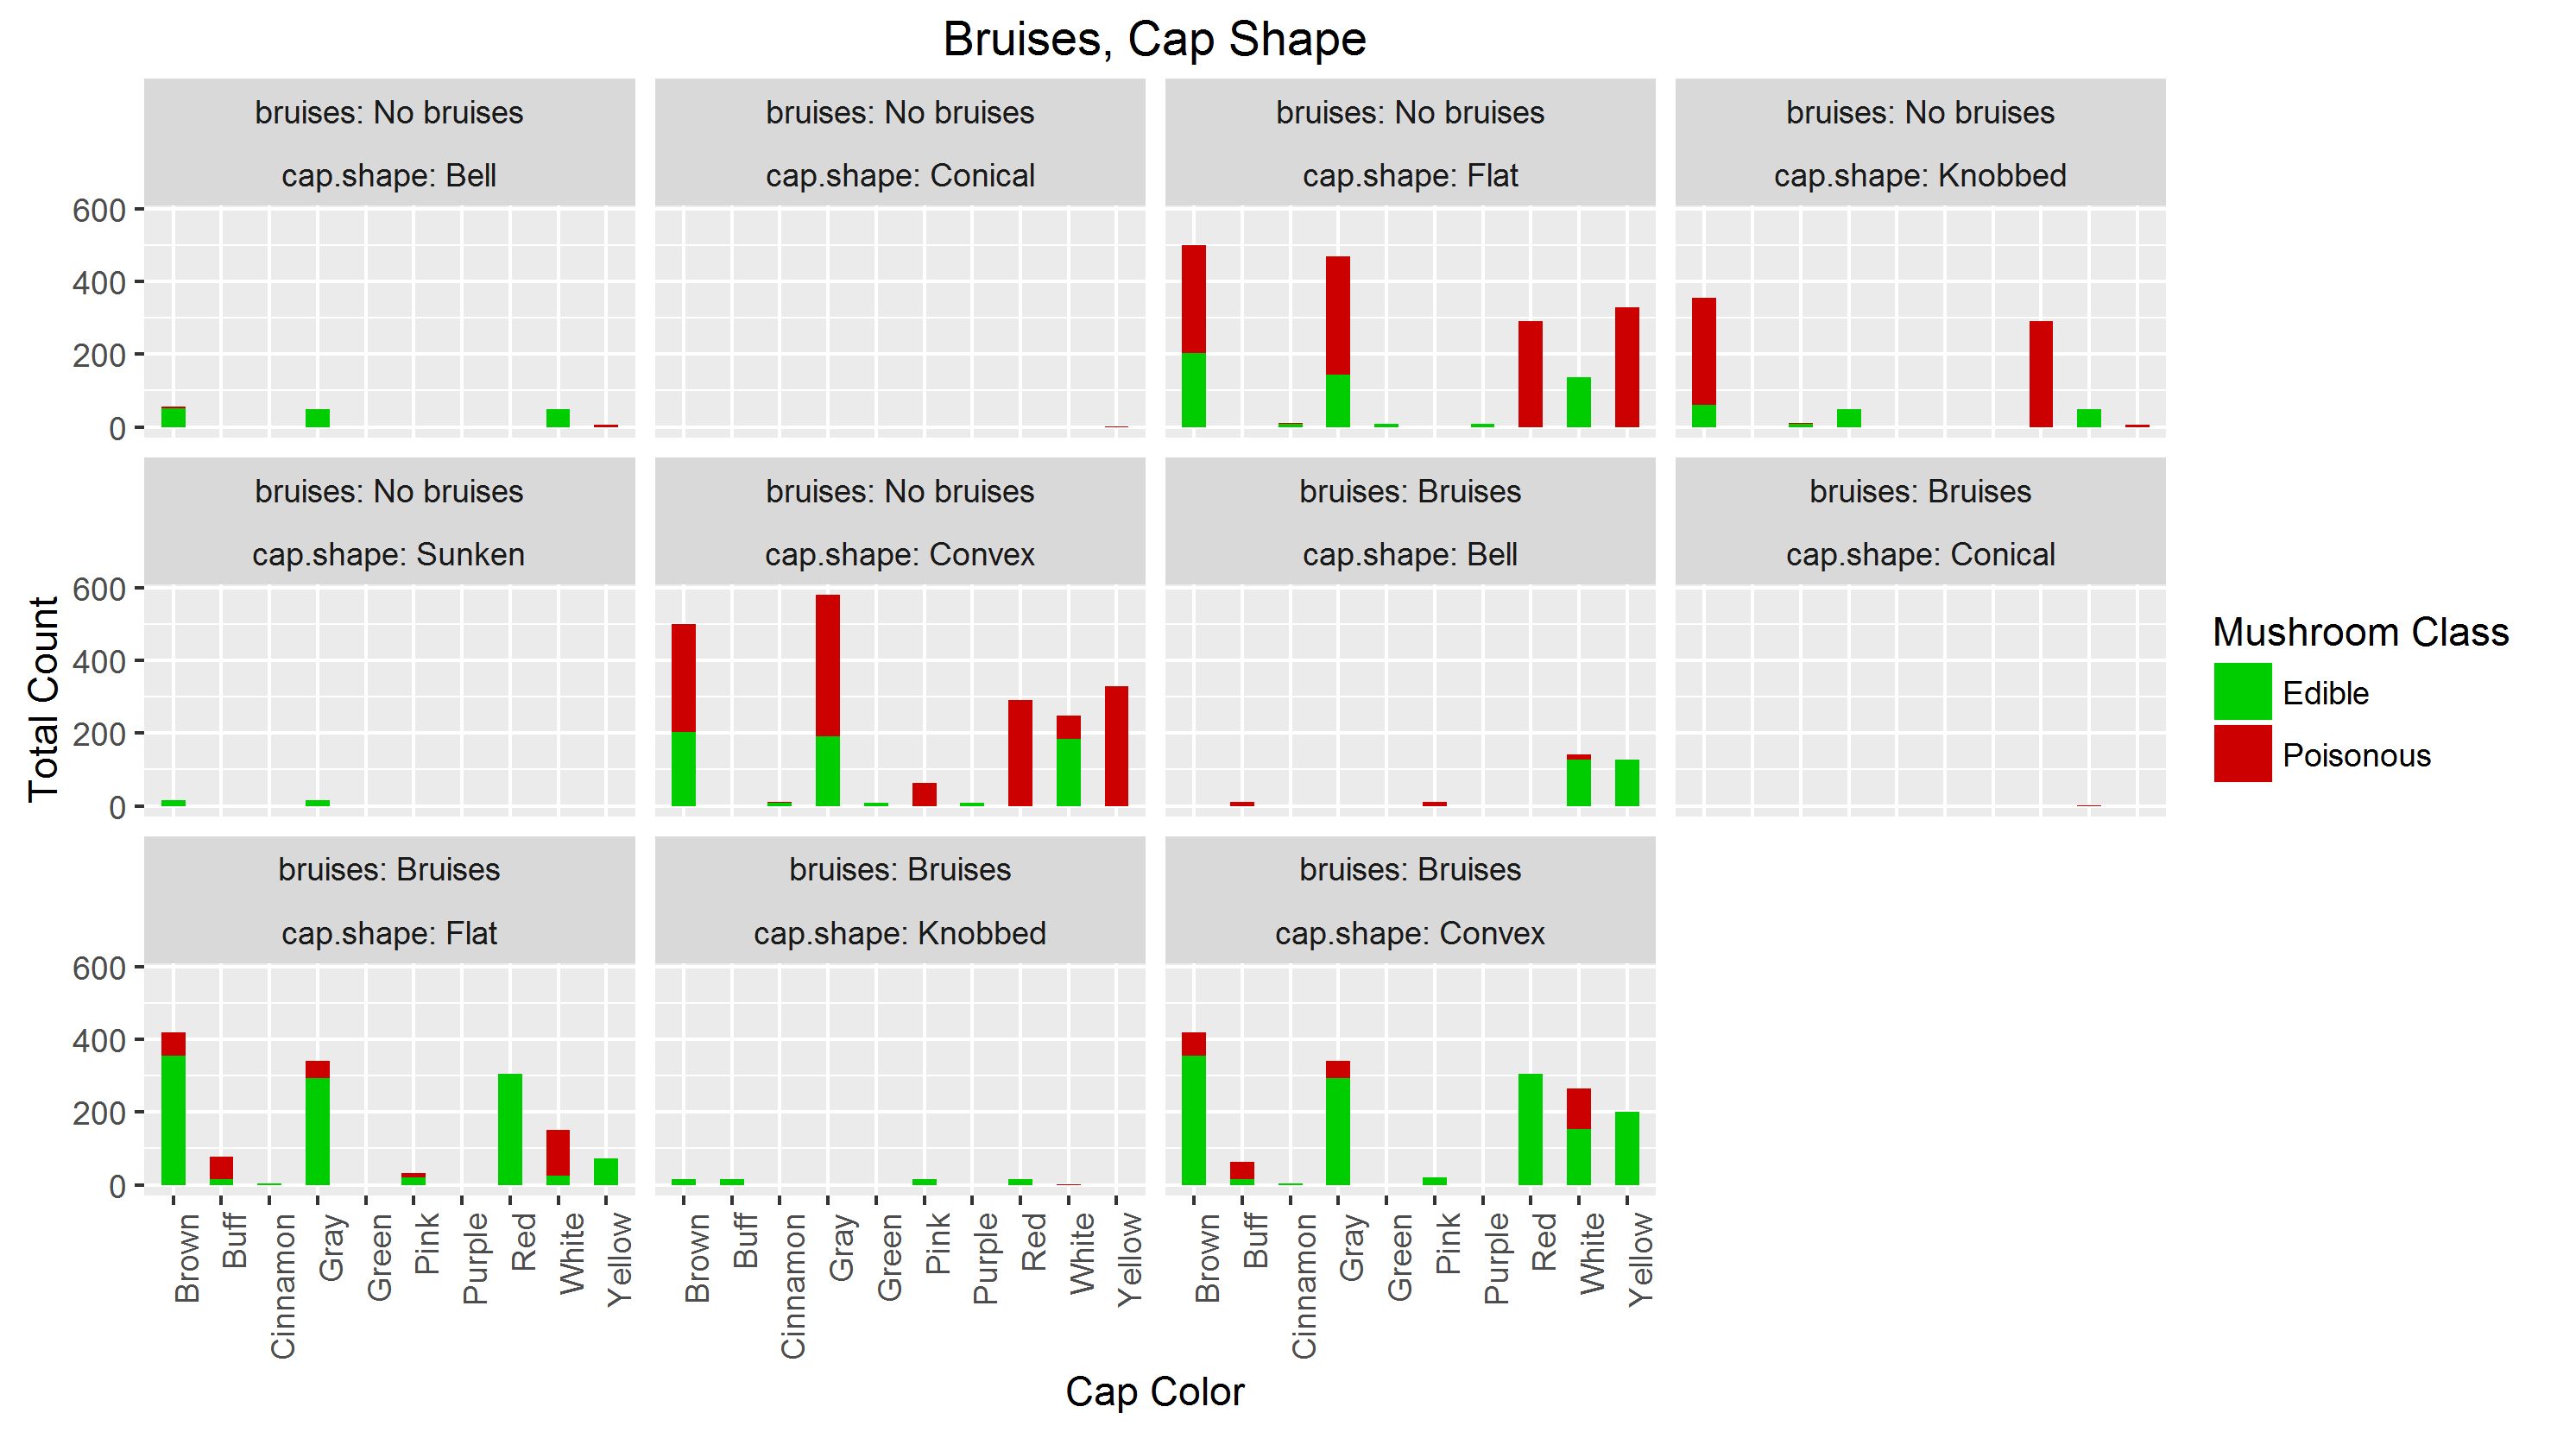 Bruises, Cap Shape
bruises: No bruises
cap.shape: Bell
bruises: No bruises
cap.shape: Conical
bruises: No bruises
cap.shape: Flat
bruises: No bruises
cap.shape: Knobbed
600
400
200
0
bruises: No bruises
cap.shape: Sunken
bruises: No bruises
cap.shape: Convex
bruises: Bruises
cap.shape: Bell
bruises: Bruises
cap.shape: Conical
600
400
200
0
Total Count
bruises: Bruises
cap.shape: Flat
bruises: Bruises
cap.shape: Knobbed
bruises: Bruises
cap.shape: Convex
600
400
200
0
Brown
Buff
Cinnamon
Gray
Green
Pink
Purple
Red
White
Yellow
Brown
Buff
Cinnamon
Gray
Green
Pink
Purple
Red
White
Yellow
Brown
Buff
Cinnamon
Gray
Green
Pink
Purple
Red
White
Yellow
Cap Color
Mushroom Class
Edible
Poisonous